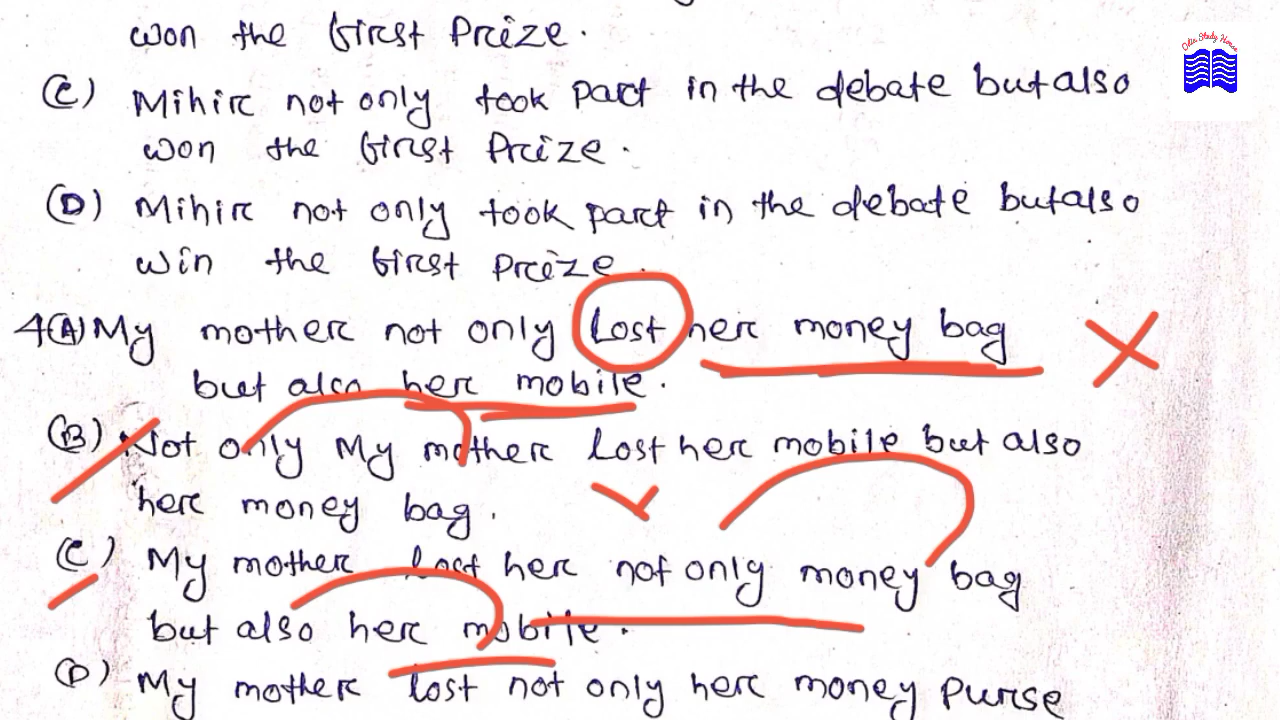 won the first Prize.
(C) Mihir not only took part in the debate but also
won the first Prize.
(D) Mihir not only took part in the debate but also
win the first prize.
4(A) My mother not only Lost her money bag
but also her mobile.
(B) Not only My mother Lost her mobile but also
her money bag.
(C) My mother Lost her not only money bag
but also her mobile.
(D) My mother lost not only her money Purse
Odia Study House